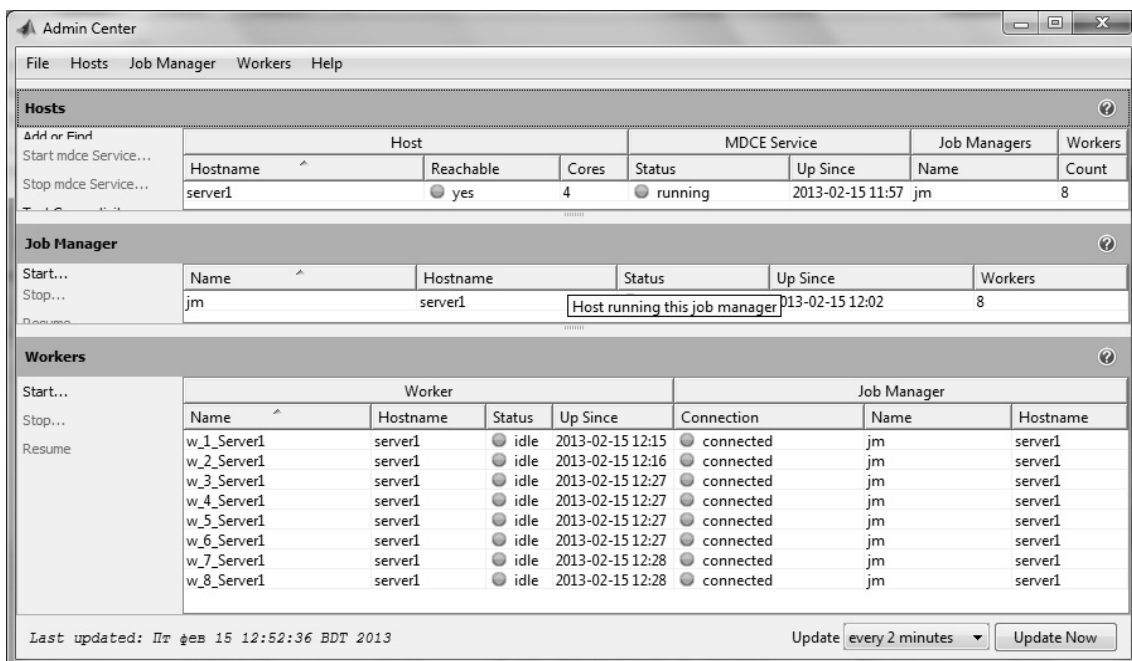 Admin Center
File Hosts Job Manager Workers Help
Hosts
Add or Find
Start mdce Service...
Stop mdce Service...
Host MDCE Service Job Managers Workers
Hostname Reachable Cores Status Up Since Name Count
server1 yes 4 running 2013-02-15 11:57 jm 8
Job Manager
Start...
Stop...
Resume
Name Hostname Status Up Since Workers
jm server1 013-02-15 12:02 8
Host running this job manager
Workers
Start...
Stop...
Resume
Worker Job Manager
Name Hostname Status Up Since Connection Name Hostname
w_1_Server1 server1 idle 2013-02-15 12:15 connected jm server1
w_2_Server1 server1 idle 2013-02-15 12:16 connected jm server1
w_3_Server1 server1 idle 2013-02-15 12:27 connected jm server1
w_4_Server1 server1 idle 2013-02-15 12:27 connected jm server1
w_5_Server1 server1 idle 2013-02-15 12:27 connected jm server1
w_6_Server1 server1 idle 2013-02-15 12:27 connected jm server1
w_7_Server1 server1 idle 2013-02-15 12:28 connected jm server1
w_8_Server1 server1 idle 2013-02-15 12:28 connected jm server1
Last updated: Пт фев 15 12:52:36 BDT 2013
Update every 2 minutes Update Now